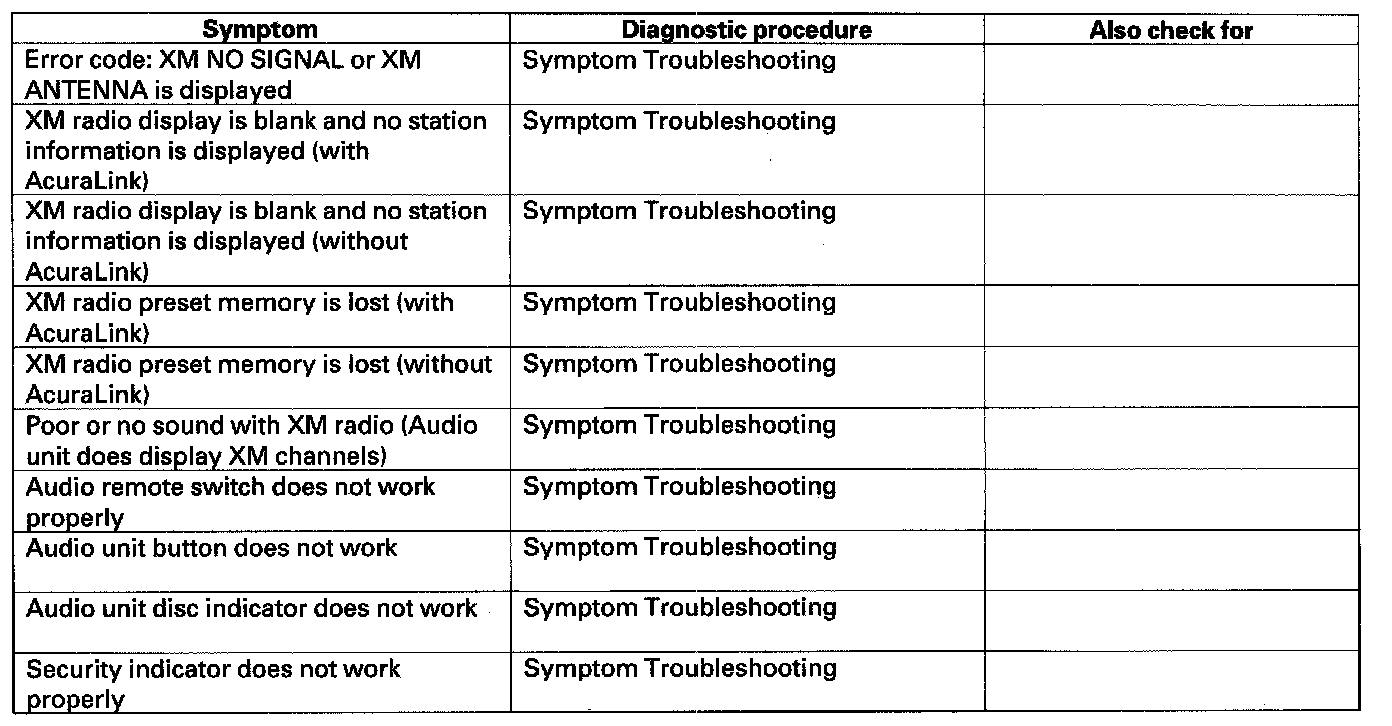 Symptom Diagnostic procedure Also check for
Error code: XM NO SIGNAL or XM Symptom Troubleshooting
ANTENNA is displayed
XM radio display is blank and no station Symptom Troubleshooting
information is displayed (with
AcuraLink)
XM radio display is blank and no station Symptom Troubleshooting
information is displayed (without
AcuraLink)
XM radio preset memory is lost (with Symptom Troubleshooting
AcuraLink)
XM radio preset memory is lost (without Symptom Troubleshooting
AcuraLink)
Poor or no sound with XM radio (Audio Symptom Troubleshooting
unit does display XM channels)
Audio remote switch does not work Symptom Troubleshooting
properly
Audio unit button does not work Symptom Troubleshooting
Audio unit disc indicator does not work Symptom Troubleshooting
Security indicator does not work Symptom Troubleshooting
properly